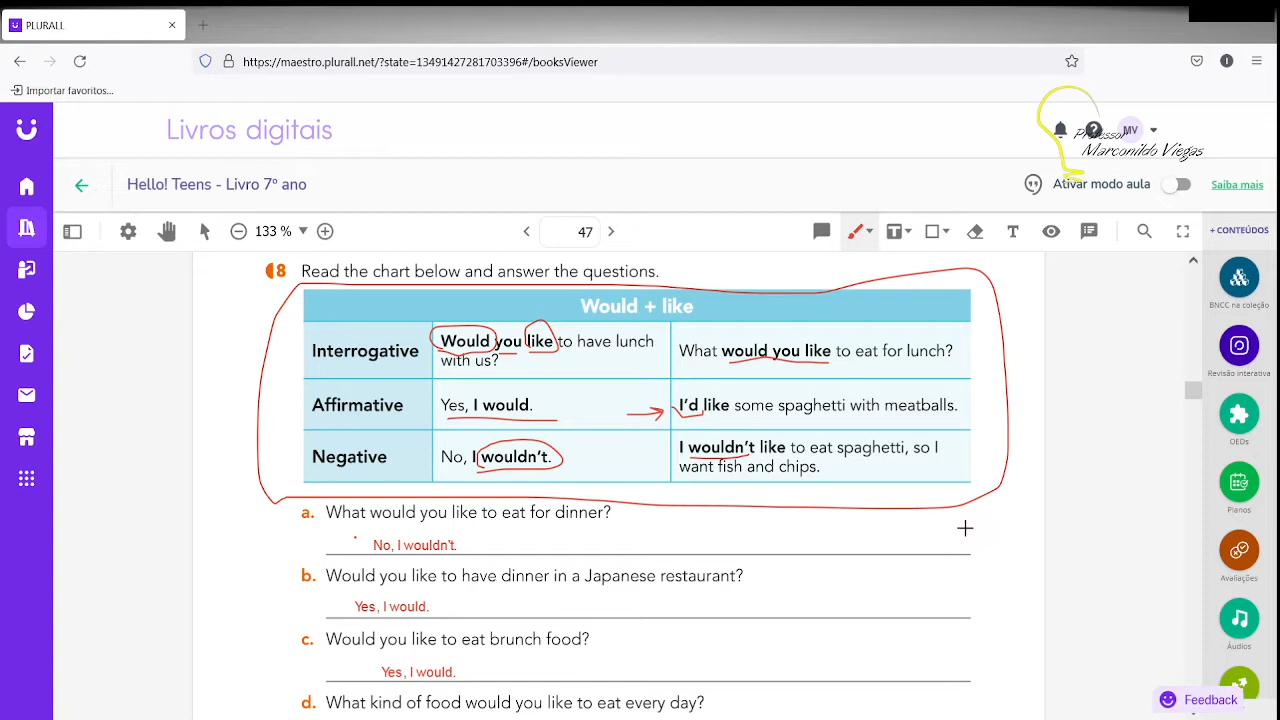 PLURALL
https://maestro.plurall.net/?state=13491427281703396#/booksViewer
Importar favoritos...
Livros digitais
MV
Professor
Marconildo Viegas
Hello! Teens - Livro 7º ano
Ativar modo aula
Saiba mais
133 %
47
+ CONTEÚDOS
8 Read the chart below and answer the questions.
Would + like
Interrogative
Would you like to have lunch
with us?
What would you like to eat for lunch?
Affirmative
Yes, I would.
I'd like some spaghetti with meatballs.
Negative
No, I wouldn't.
I wouldn't like to eat spaghetti, so I
want fish and chips.
a. What would you like to eat for dinner?
No, I wouldn't.
b. Would you like to have dinner in a Japanese restaurant?
Yes, I would.
c. Would you like to eat brunch food?
Yes, I would.
d. What kind of food would you like to eat every day?
BNCC na coleção
Revisão interativa
OEDs
Planos
Avaliações
Áudios
Feedback